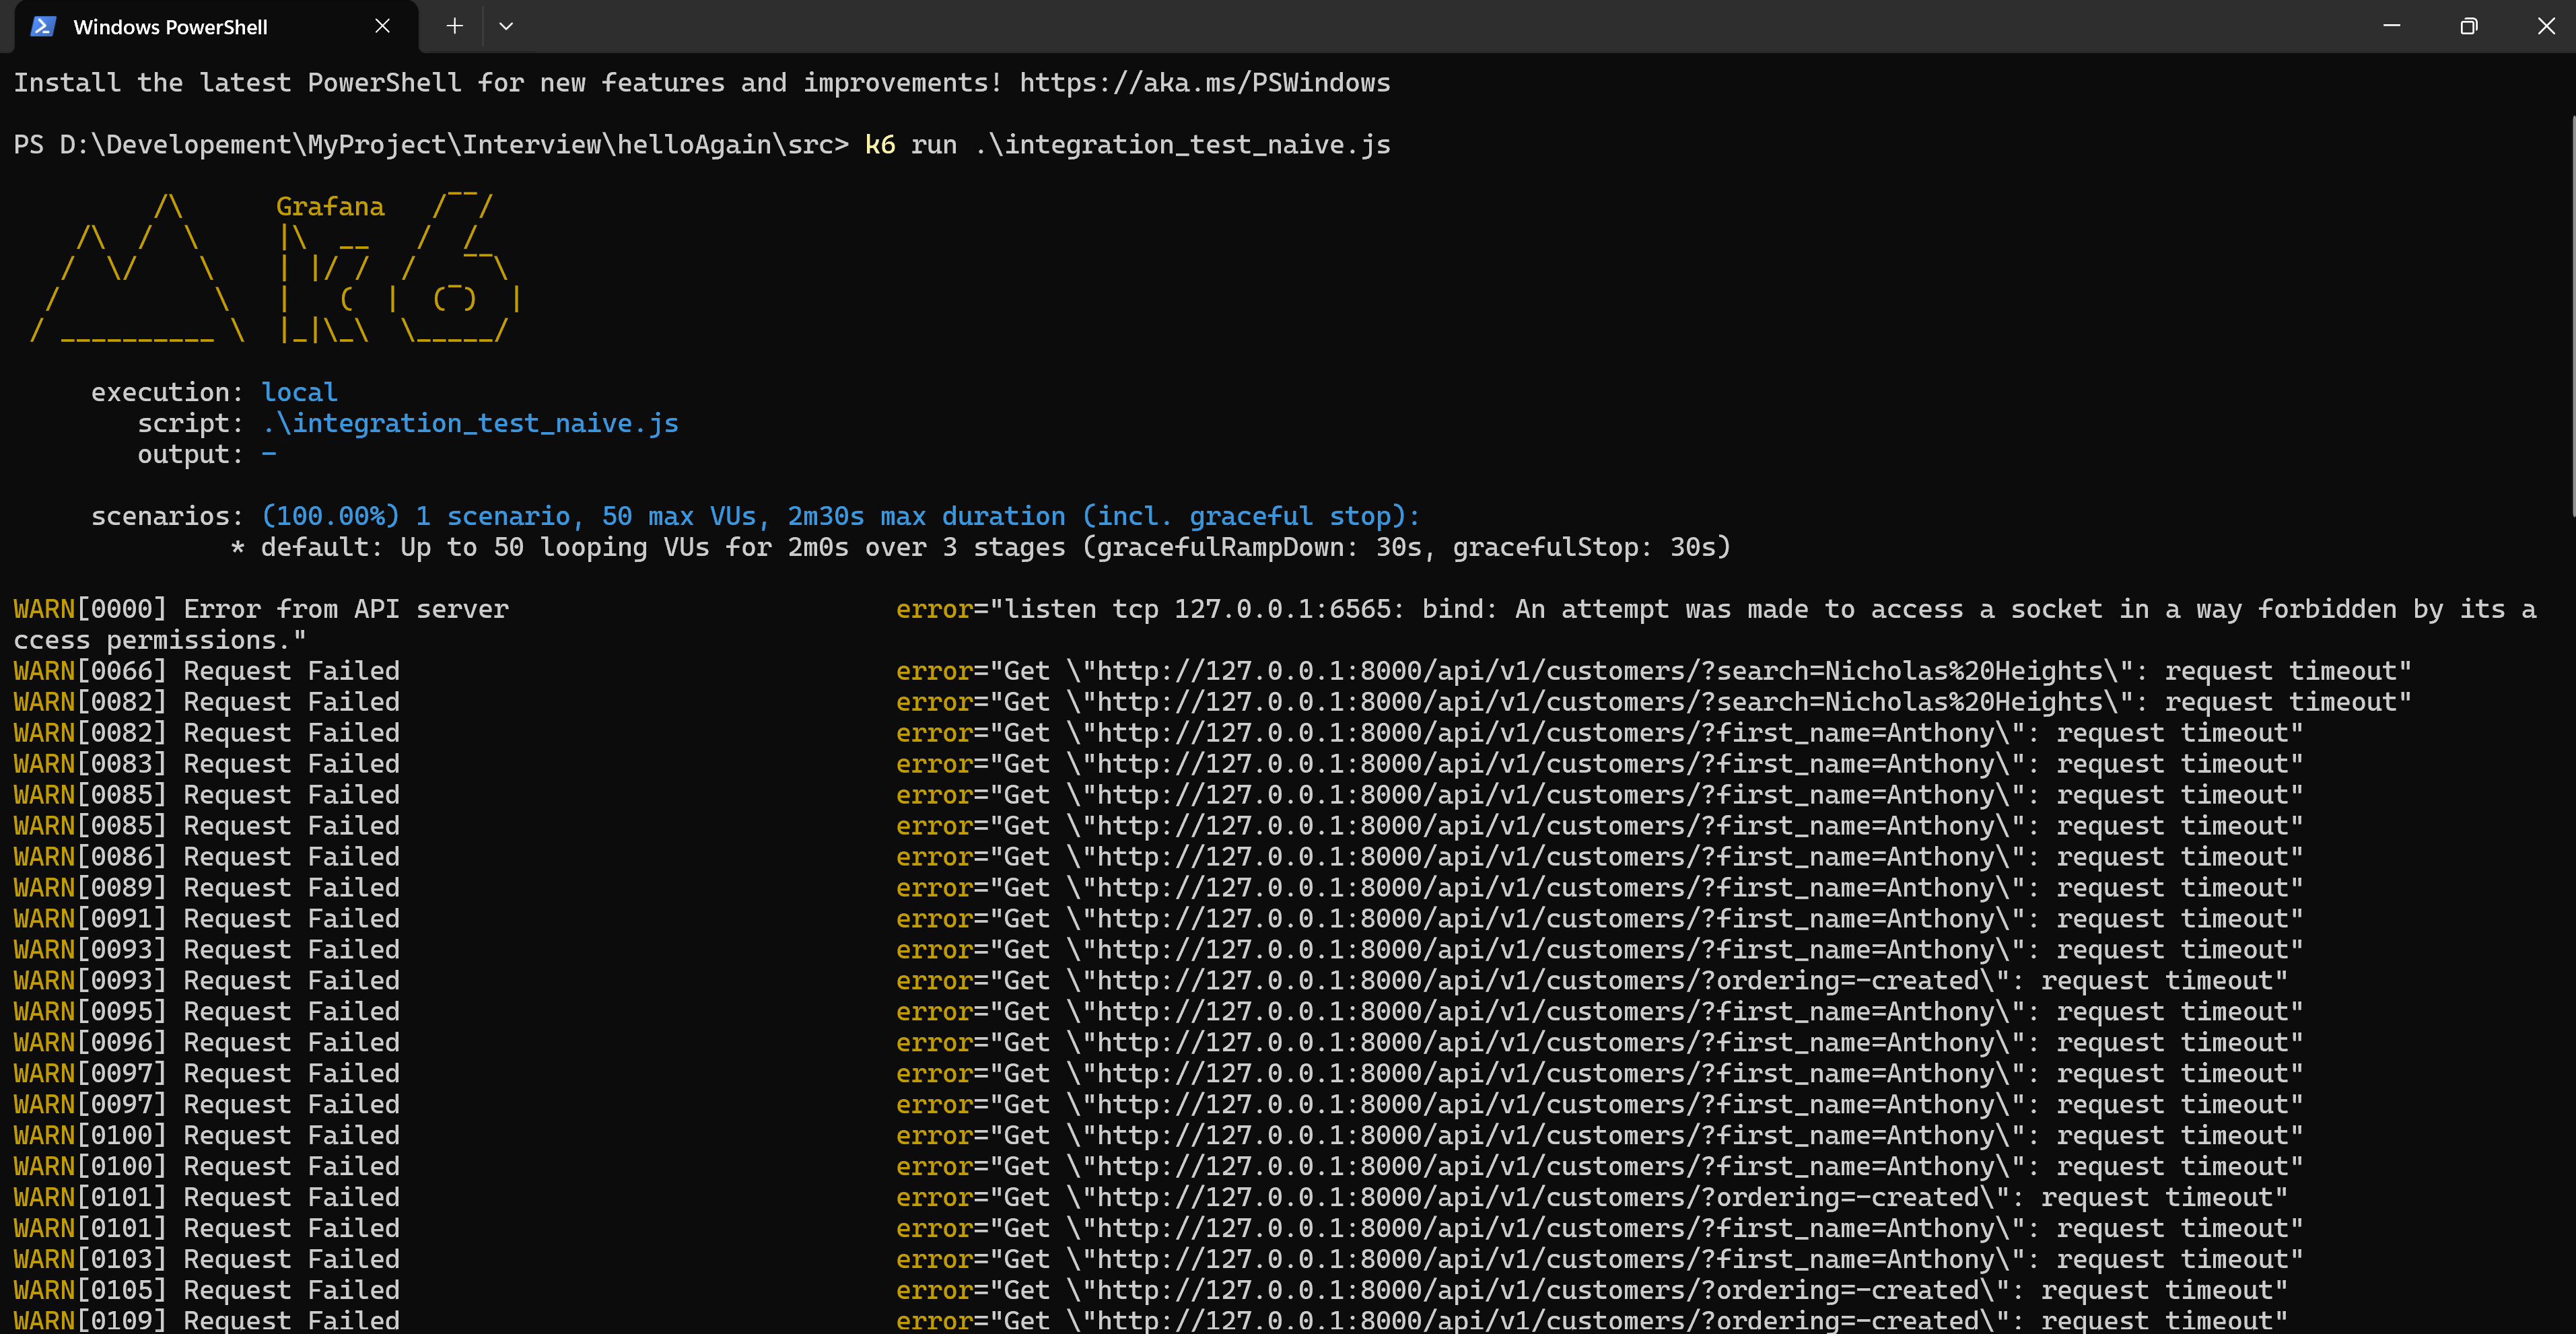 Windows PowerShell
Install the latest PowerShell for new features and improvements! https://aka.ms/PSWindows
PS D:\Developement\MyProject\Interview\helloAgain\src> k6 run .\integration_test_naive.js
Grafana
execution: local
script: .\integration_test_naive.js
output: -
scenarios: (100.00%) 1 scenario, 50 max VUs, 2m30s max duration (incl. graceful stop):
* default: Up to 50 looping VUs for 2m0s over 3 stages (gracefulRampDown: 30s, gracefulStop: 30s)
WARN[0000] Error from API server error="listen tcp 127.0.0.1:6565: bind: An attempt was made to access a socket in a way forbidden by its a
ccess permissions."
WARN[0066] Request Failed error="Get \"http://127.0.0.1:8000/api/v1/customers/?search=Nicholas%20Heights\": request timeout"
WARN[0082] Request Failed error="Get \"http://127.0.0.1:8000/api/v1/customers/?search=Nicholas%20Heights\": request timeout"
WARN[0082] Request Failed error="Get \"http://127.0.0.1:8000/api/v1/customers/?first_name=Anthony\": request timeout"
WARN[0083] Request Failed error="Get \"http://127.0.0.1:8000/api/v1/customers/?first_name=Anthony\": request timeout"
WARN[0085] Request Failed error="Get \"http://127.0.0.1:8000/api/v1/customers/?first_name=Anthony\": request timeout"
WARN[0085] Request Failed error="Get \"http://127.0.0.1:8000/api/v1/customers/?first_name=Anthony\": request timeout"
WARN[0086] Request Failed error="Get \"http://127.0.0.1:8000/api/v1/customers/?first_name=Anthony\": request timeout"
WARN[0089] Request Failed error="Get \"http://127.0.0.1:8000/api/v1/customers/?first_name=Anthony\": request timeout"
WARN[0091] Request Failed error="Get \"http://127.0.0.1:8000/api/v1/customers/?first_name=Anthony\": request timeout"
WARN[0093] Request Failed error="Get \"http://127.0.0.1:8000/api/v1/customers/?first_name=Anthony\": request timeout"
WARN[0093] Request Failed error="Get \"http://127.0.0.1:8000/api/v1/customers/?ordering=-created\": request timeout"
WARN[0095] Request Failed error="Get \"http://127.0.0.1:8000/api/v1/customers/?first_name=Anthony\": request timeout"
WARN[0096] Request Failed error="Get \"http://127.0.0.1:8000/api/v1/customers/?first_name=Anthony\": request timeout"
WARN[0097] Request Failed error="Get \"http://127.0.0.1:8000/api/v1/customers/?first_name=Anthony\": request timeout"
WARN[0097] Request Failed error="Get \"http://127.0.0.1:8000/api/v1/customers/?first_name=Anthony\": request timeout"
WARN[0100] Request Failed error="Get \"http://127.0.0.1:8000/api/v1/customers/?first_name=Anthony\": request timeout"
WARN[0100] Request Failed error="Get \"http://127.0.0.1:8000/api/v1/customers/?first_name=Anthony\": request timeout"
WARN[0101] Request Failed error="Get \"http://127.0.0.1:8000/api/v1/customers/?ordering=-created\": request timeout"
WARN[0101] Request Failed error="Get \"http://127.0.0.1:8000/api/v1/customers/?first_name=Anthony\": request timeout"
WARN[0103] Request Failed error="Get \"http://127.0.0.1:8000/api/v1/customers/?first_name=Anthony\": request timeout"
WARN[0105] Request Failed error="Get \"http://127.0.0.1:8000/api/v1/customers/?ordering=-created\": request timeout"
WARN[0109] Request Failed error="Get \"http://127.0.0.1:8000/api/v1/customers/?ordering=-created\": request timeout"